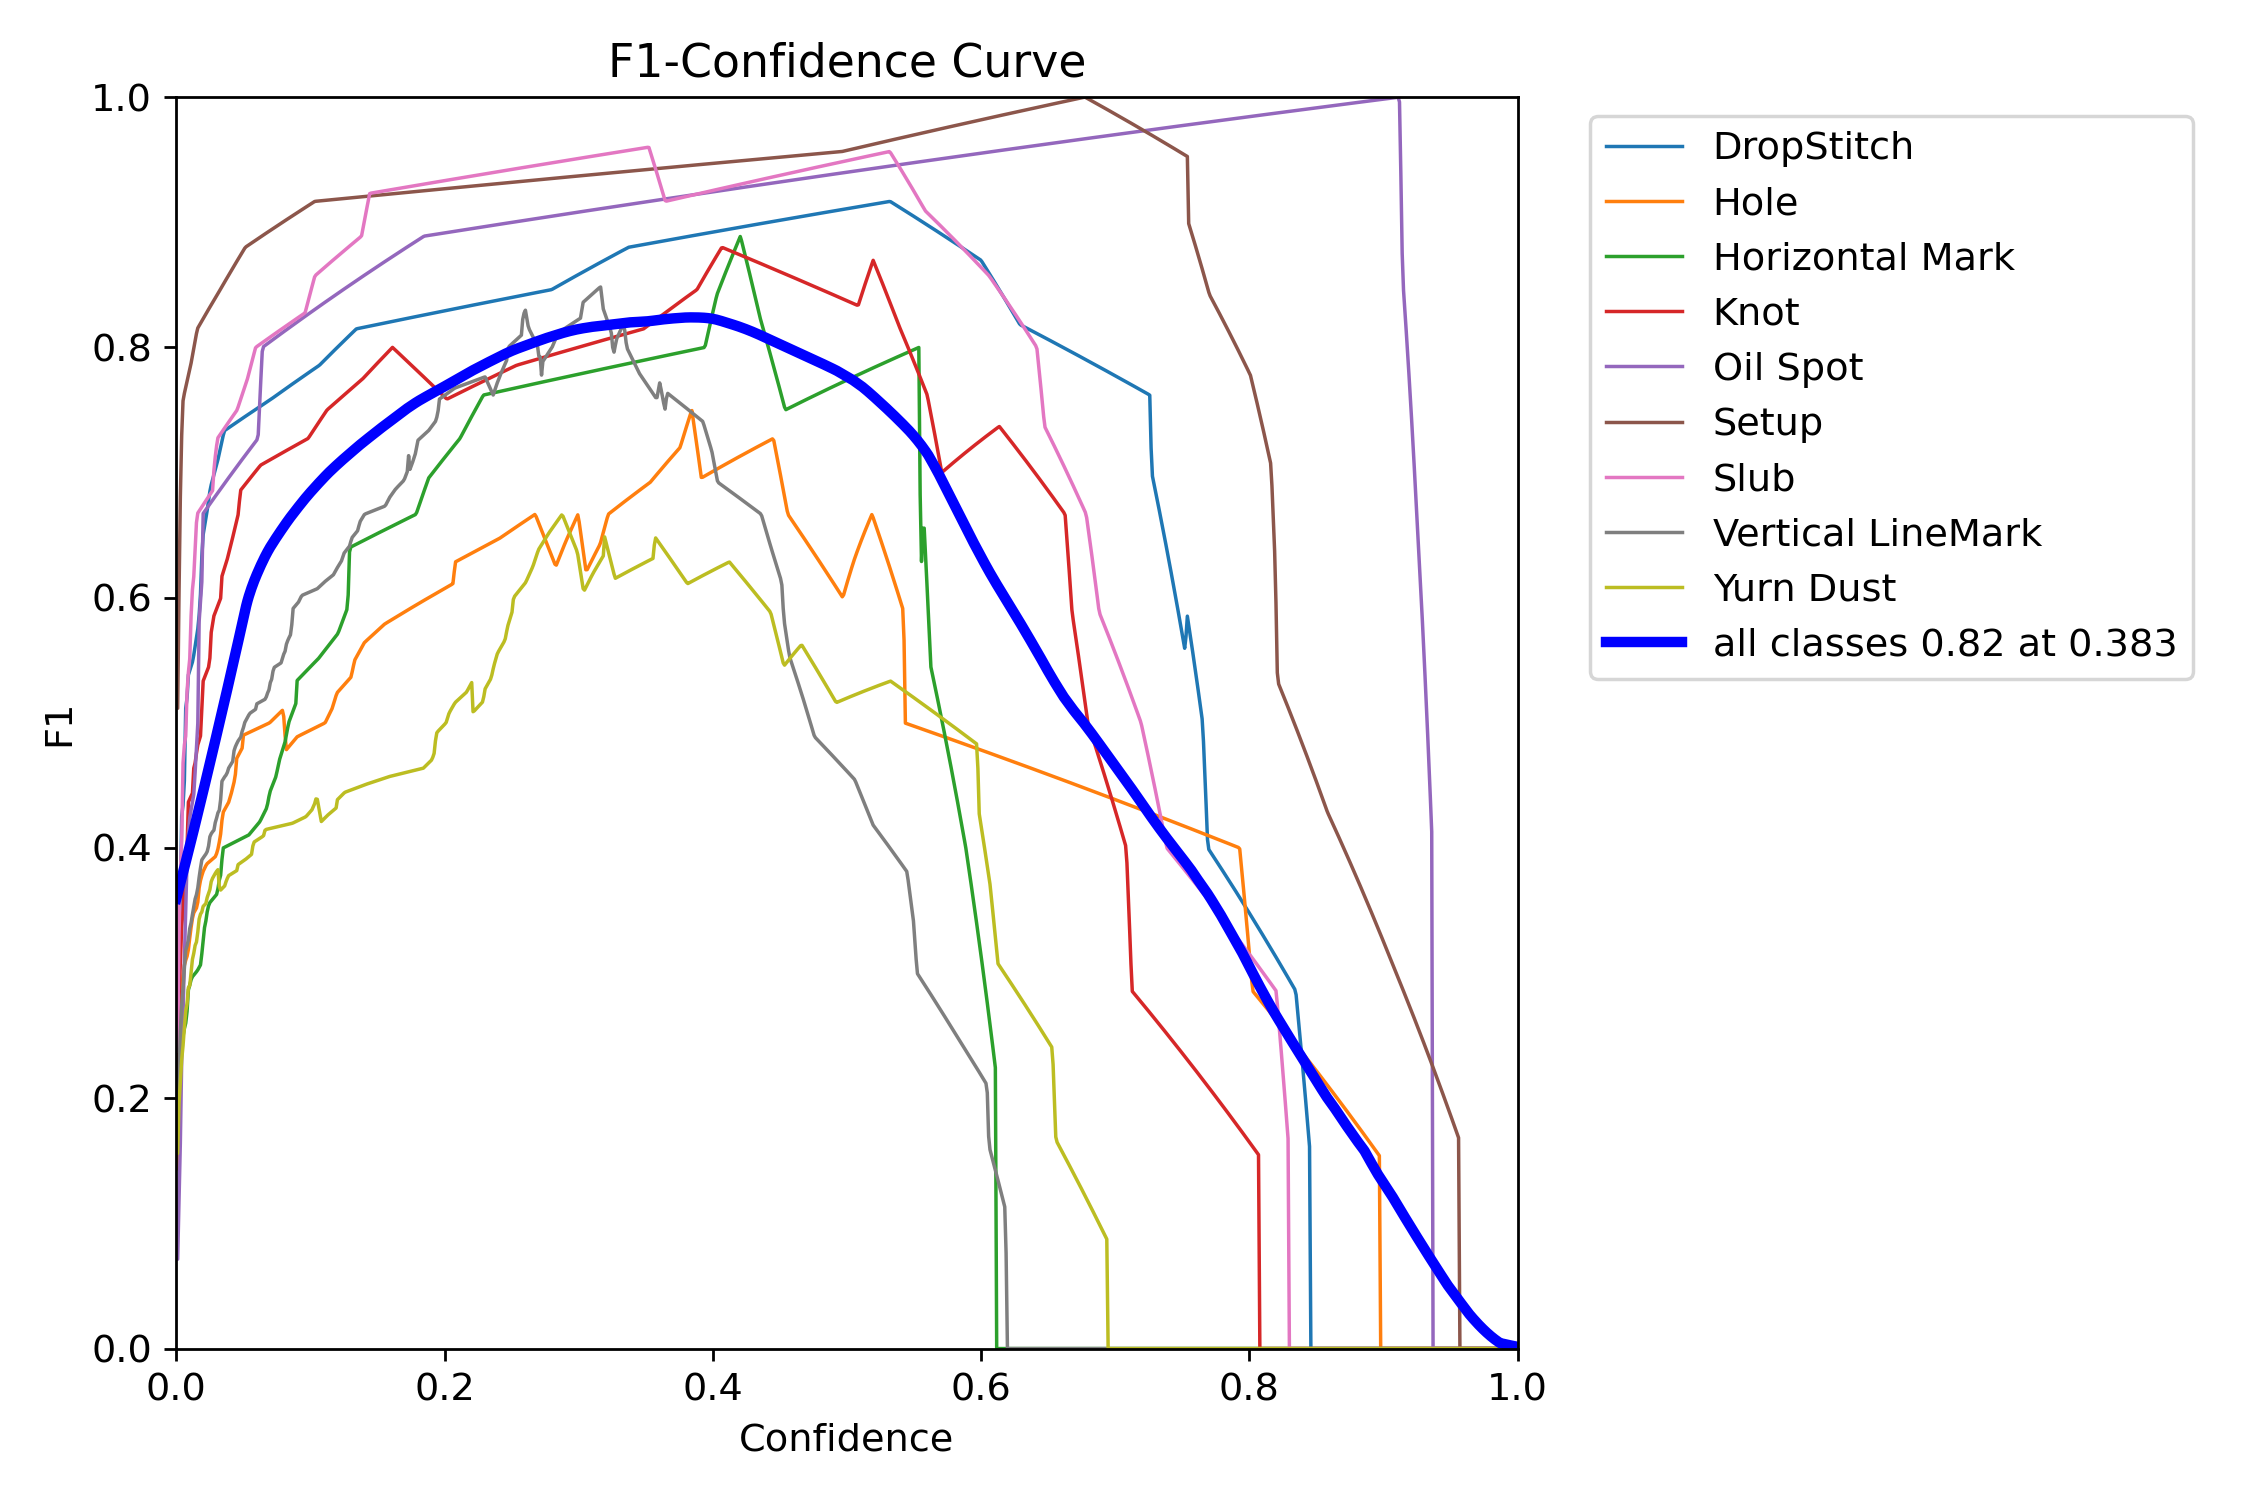 F1-Confidence Curve
1.0
0.8
0.6
0.4
0.2
0.0
F1
0.0 0.2 0.4 0.6 0.8 1.0
Confidence
DropStitch
Hole
Horizontal Mark
Knot
Oil Spot
Setup
Slub
Vertical LineMark
Yurn Dust
all classes 0.82 at 0.383